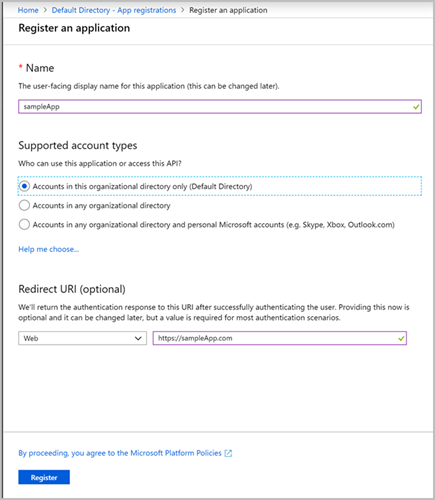 Home > Default Directory - App registrations > Register an application
Register an application
* Name
The user-facing display name for this application (this can be changed later).
sampleApp
Supported account types
Who can use this application or access this API?
Accounts in this organizational directory only (Default Directory)
Accounts in any organizational directory
Accounts in any organizational directory and personal Microsoft accounts (e.g. Skype, Xbox, Outlook.com)
Help me choose...
Redirect URI (optional)
We'll return the authentication response to this URI after successfully authenticating the user. Providing this now is
optional and it can be changed later, but a value is required for most authentication scenarios.
Web https://sampleApp.com
By proceeding, you agree to the Microsoft Platform Policies
Register